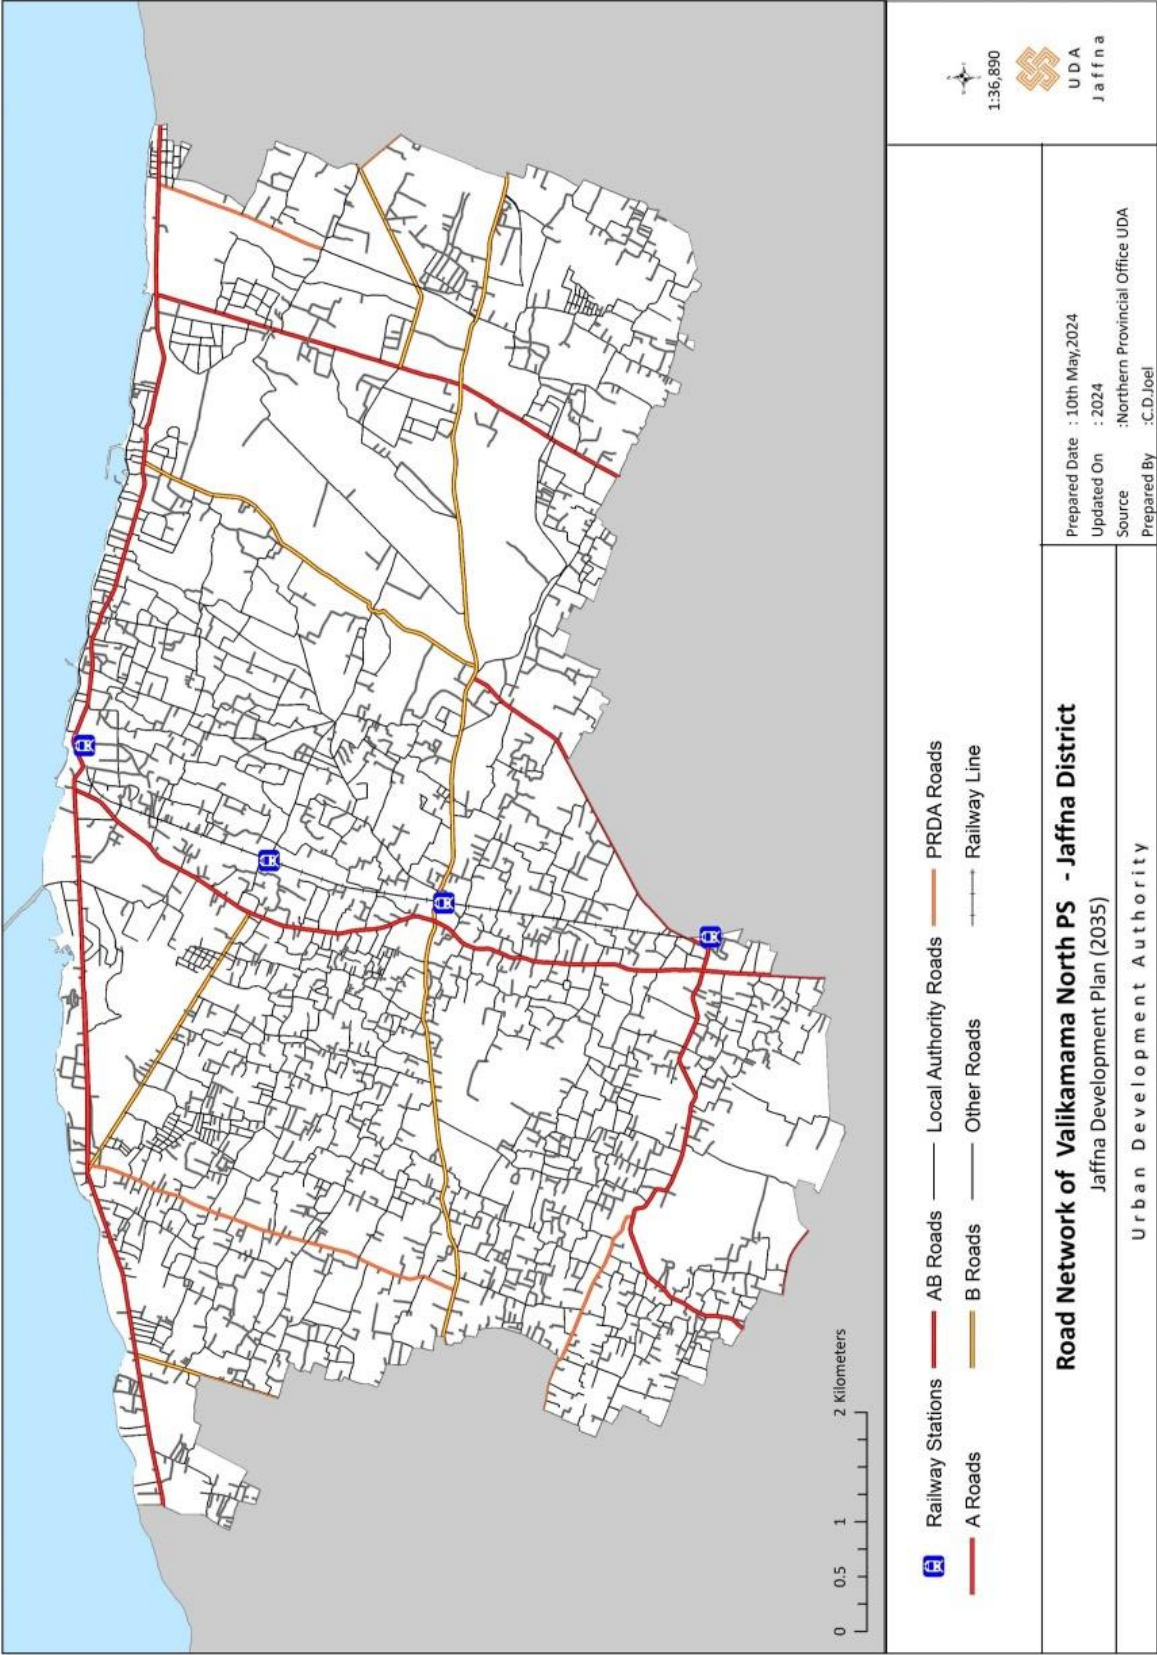 0 0.5 1 2 Kilometers
Railway Stations
AB Roads
Local Authority Roads
PRDA Roads
A Roads
B Roads
Other Roads
Railway Line
Road Network of Valikamama North PS - Jaffna District
Jaffna Development Plan (2035)
Urban Development Authority
Prepared Date : 10th May,2024
Updated On : 2024
Source :Northern Provincial Office UDA
Prepared By :C.D.Joel
1:36,890
UDA
Jaffna